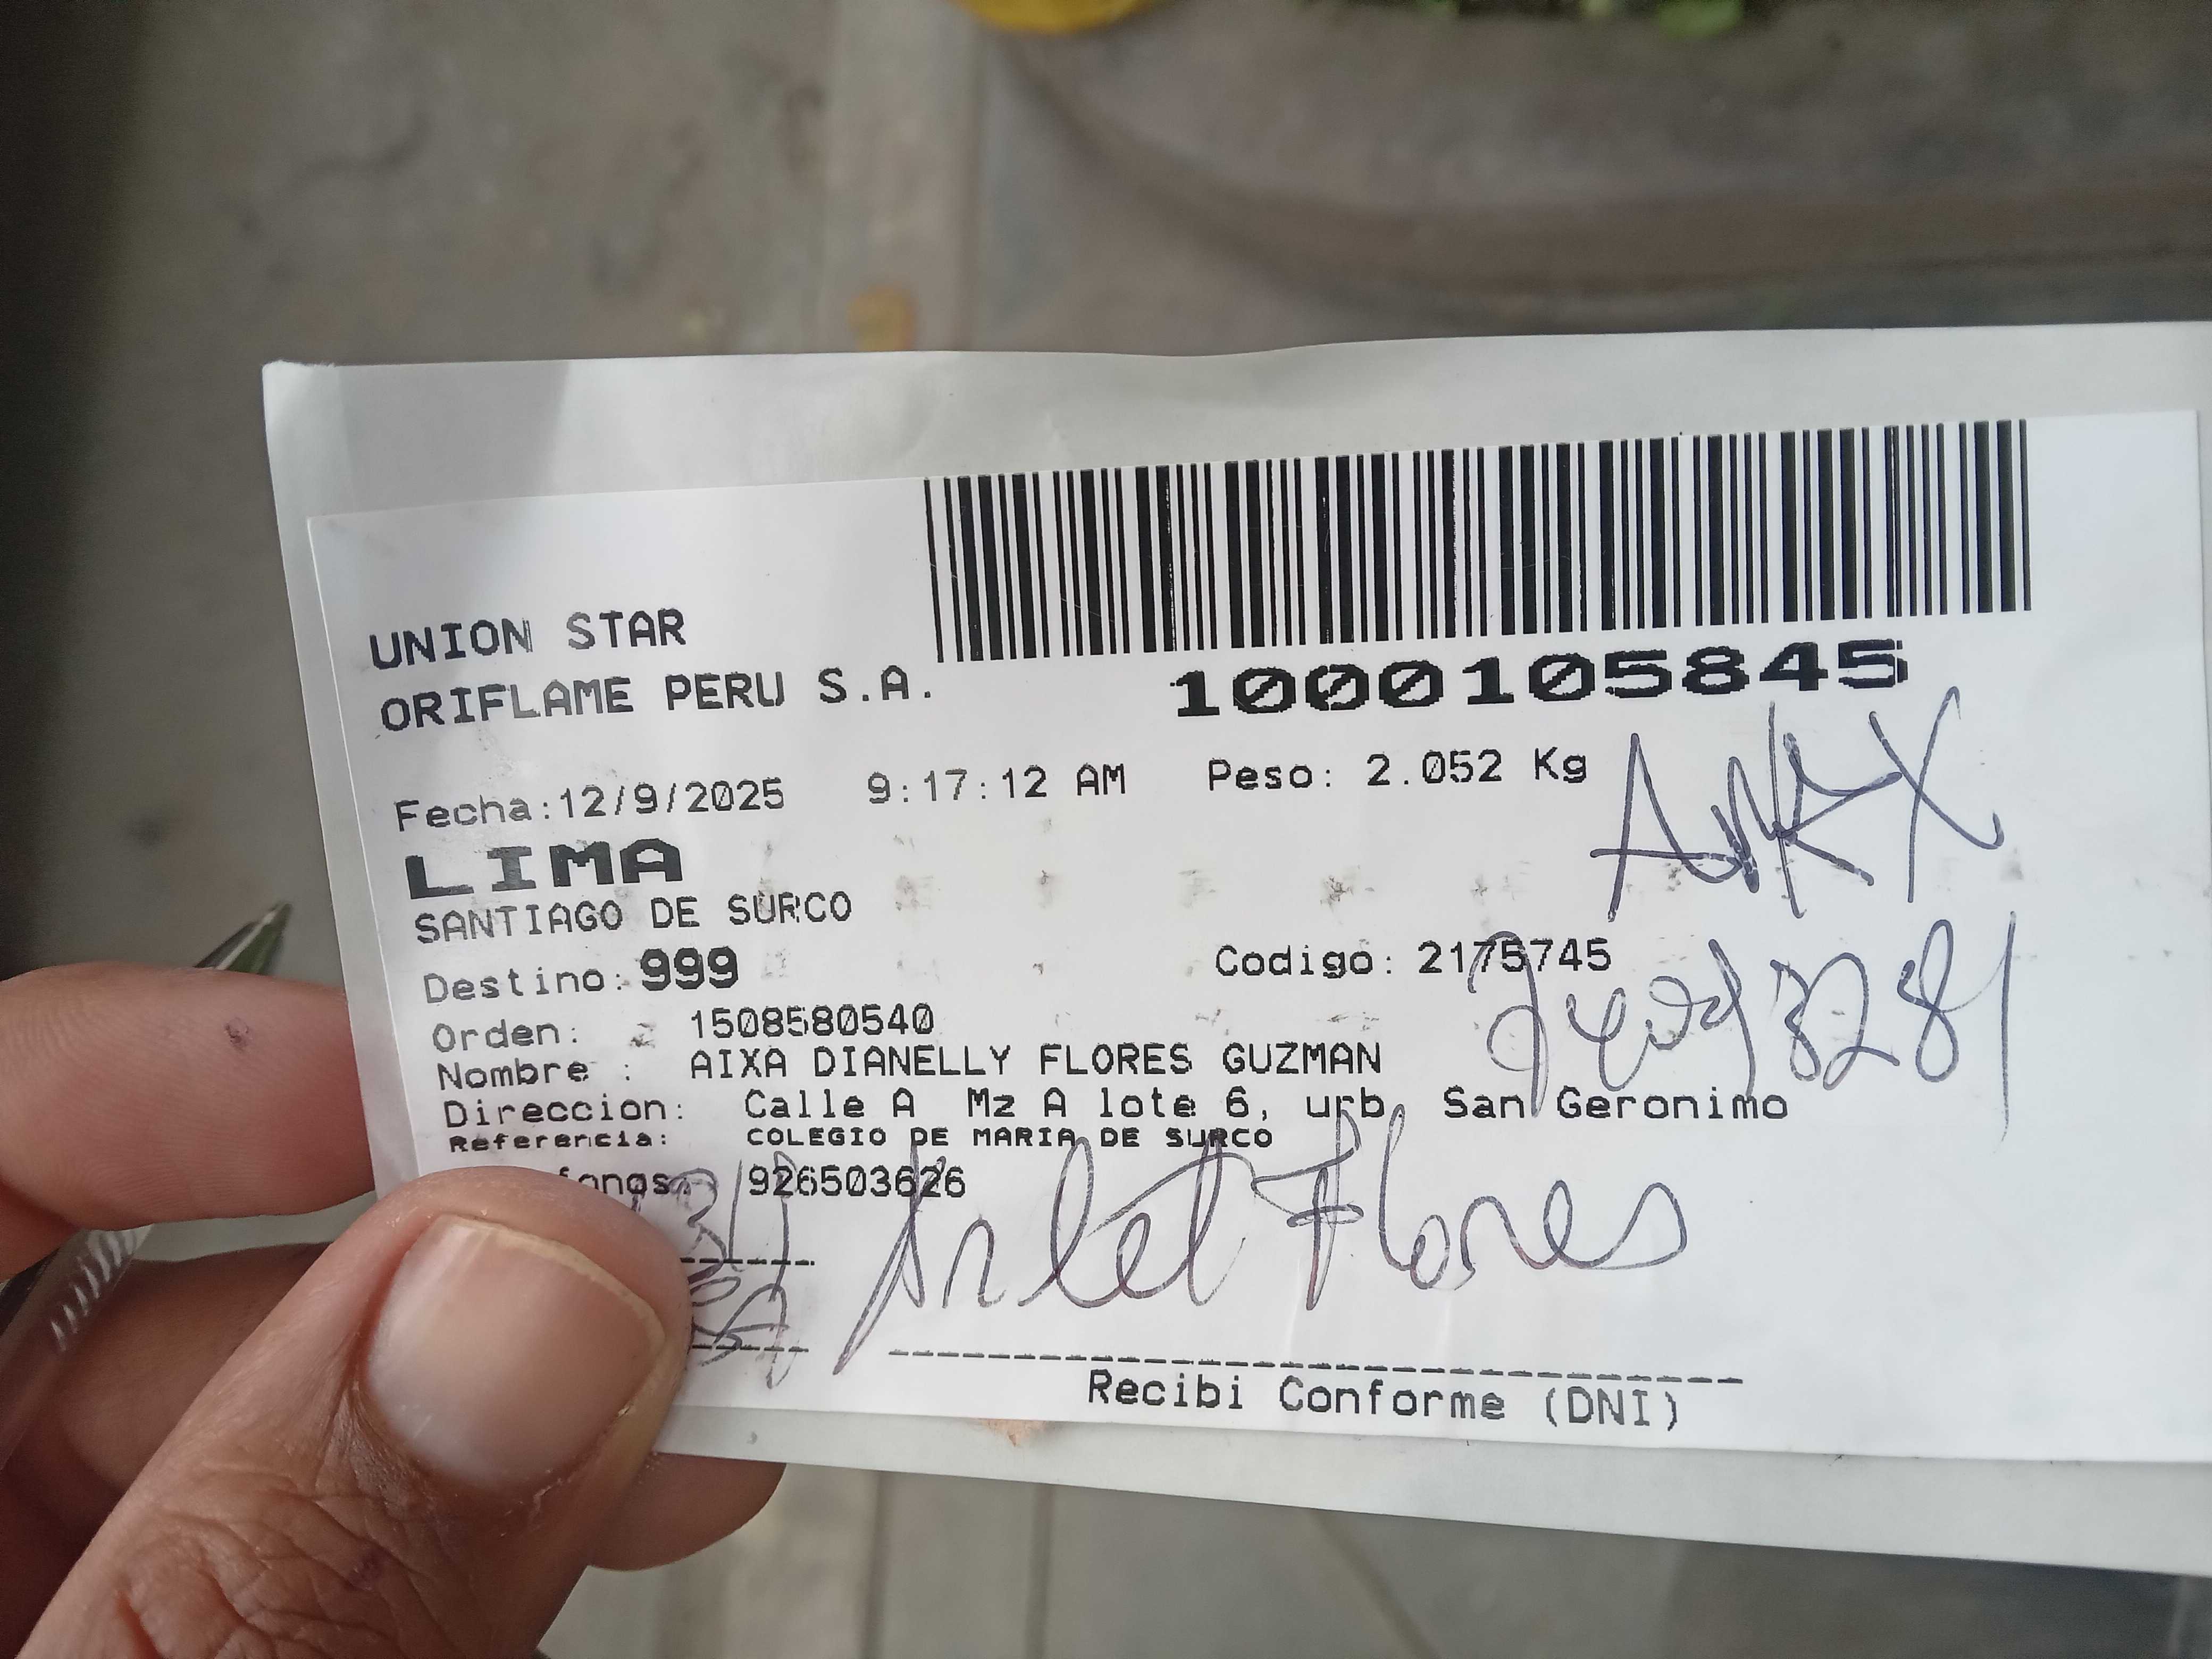 UNION STAR
ORIFLAME PERU S.A.
1000105845
Fecha:12/9/2025 9:17:12 AM Peso: 2.052 Kg
LIMA
SANTIAGO DE SURCO
Destino: 999 Codigo: 2175745
Orden: 1508580540
Nombre : AIXA DIANELLY FLORES GUZMAN
Direccion: Calle A Mz A lote 6, urb. San Geronimo
Referencia: COLEGIO DE MARIA DE SURCO
926503626
Arlet Flores
Recibi Conforme (DNI)